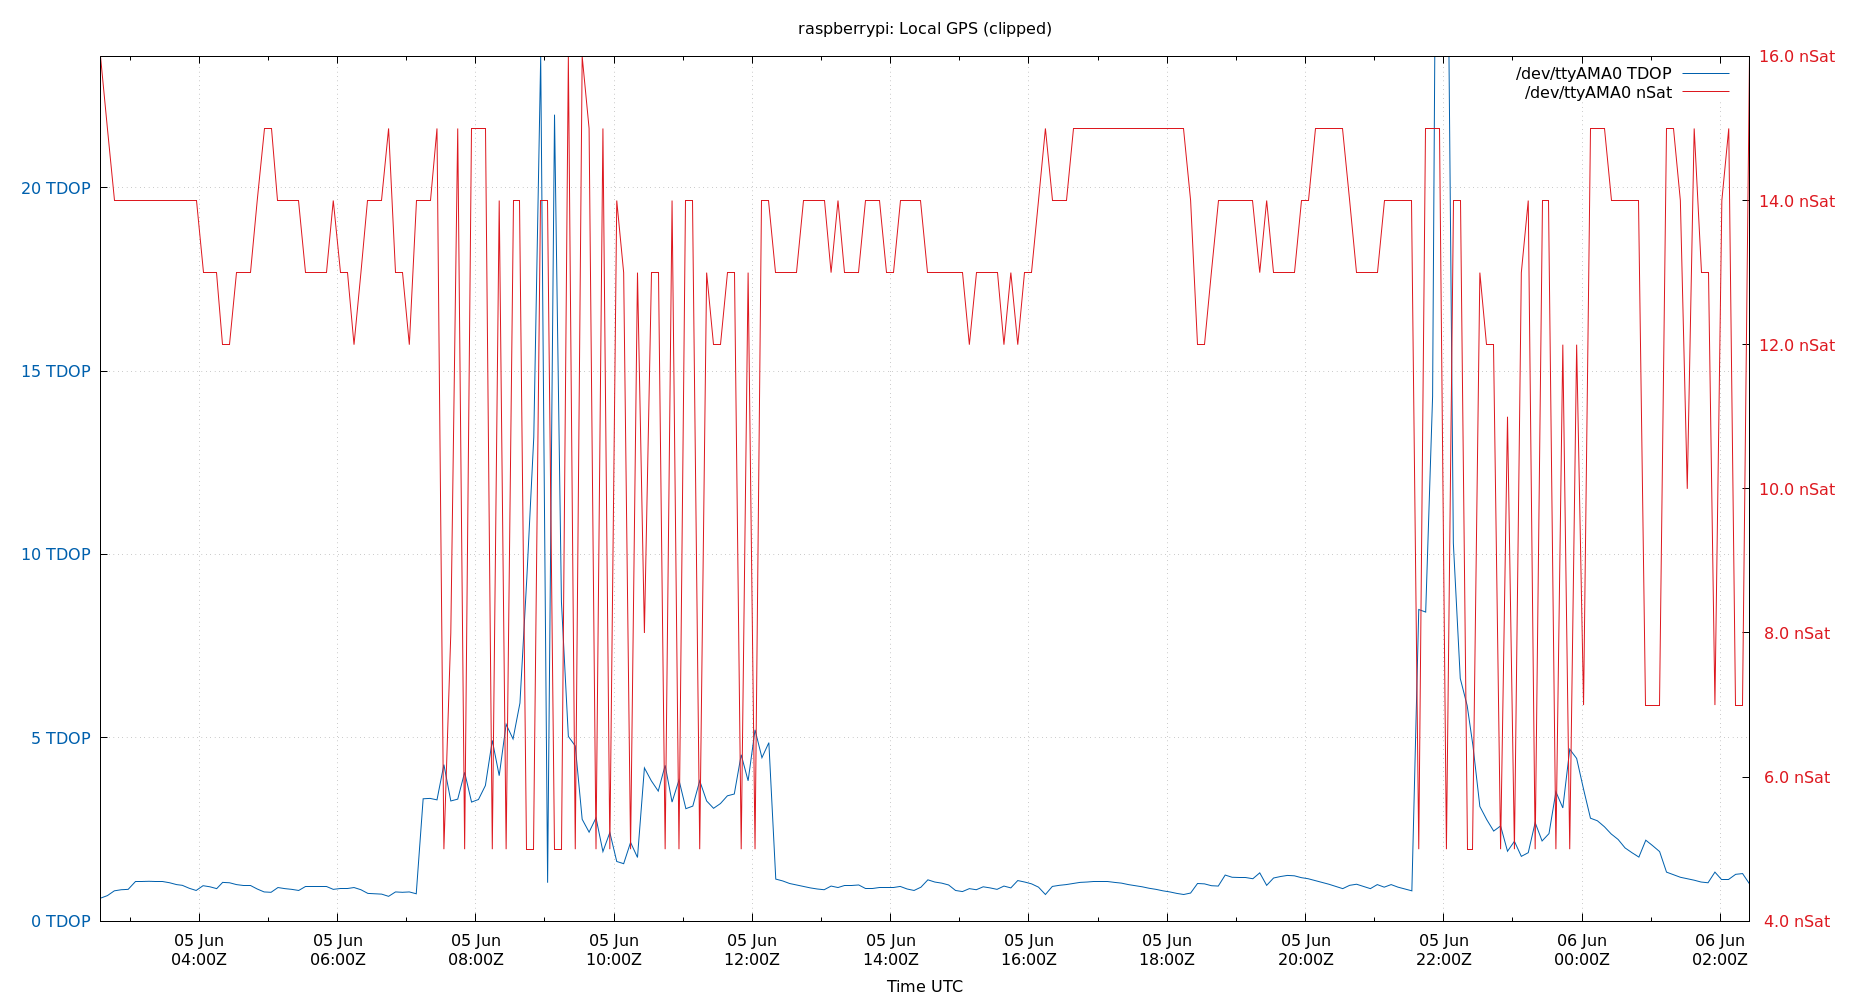 raspberrypi: Local GPS (clipped)
16.0 nSat
/dev/ttyAMA0 TDOP
/dev/ttyAMA0 nSat
20 TDOP
14.0 nSat
15 TDOP
12.0 nSat
10.0 nSat
10 TDOP
8.0 nSat
5 TDOP
6.0 nSat
0 TDOP
4.0 nSat
05 Jun 05 Jun 05 Jun 05 Jun 05 Jun 05 Jun 05 Jun 05 Jun 05 Jun 05 Jun 06 Jun 06 Jun
04:00Z 06:00Z 08:00Z 10:00Z 12:00Z 14:00Z 16:00Z 18:00Z 20:00Z 22:00Z 00:00Z 02:00Z
Time UTC